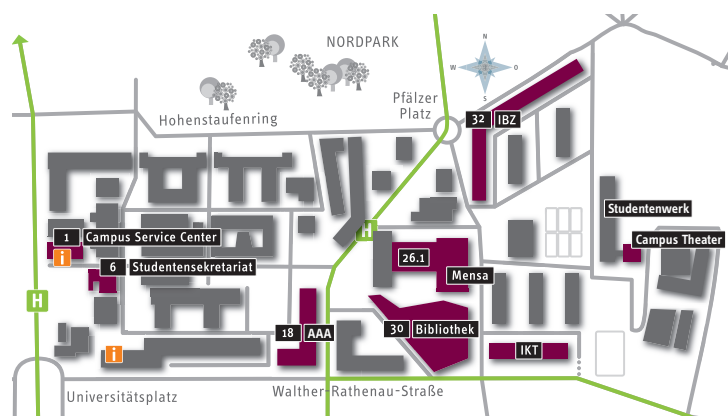 NORDPARK
N
W
O
S
Pfälzer
Platz
Hohenstaufenring
32 IBZ
Studentenwerk
1 Campus Service Center
Campus Theater
H
26.1
i
6 Studentensekretariat
Mensa
H
18 AAA
30 Bibliothek
i
IKT
Universitätsplatz
Walther-Rathenau-Straße